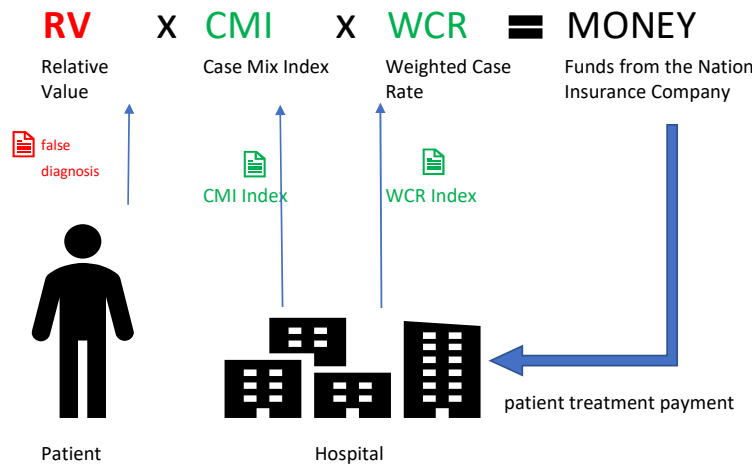 RV x CMI x WCR = MONEY
Relative Value
Case Mix Index
Weighted Case Rate
Funds from the Nation
Insurance Company
false
diagnosis
CMI Index
WCR Index
patient treatment payment
Patient
Hospital